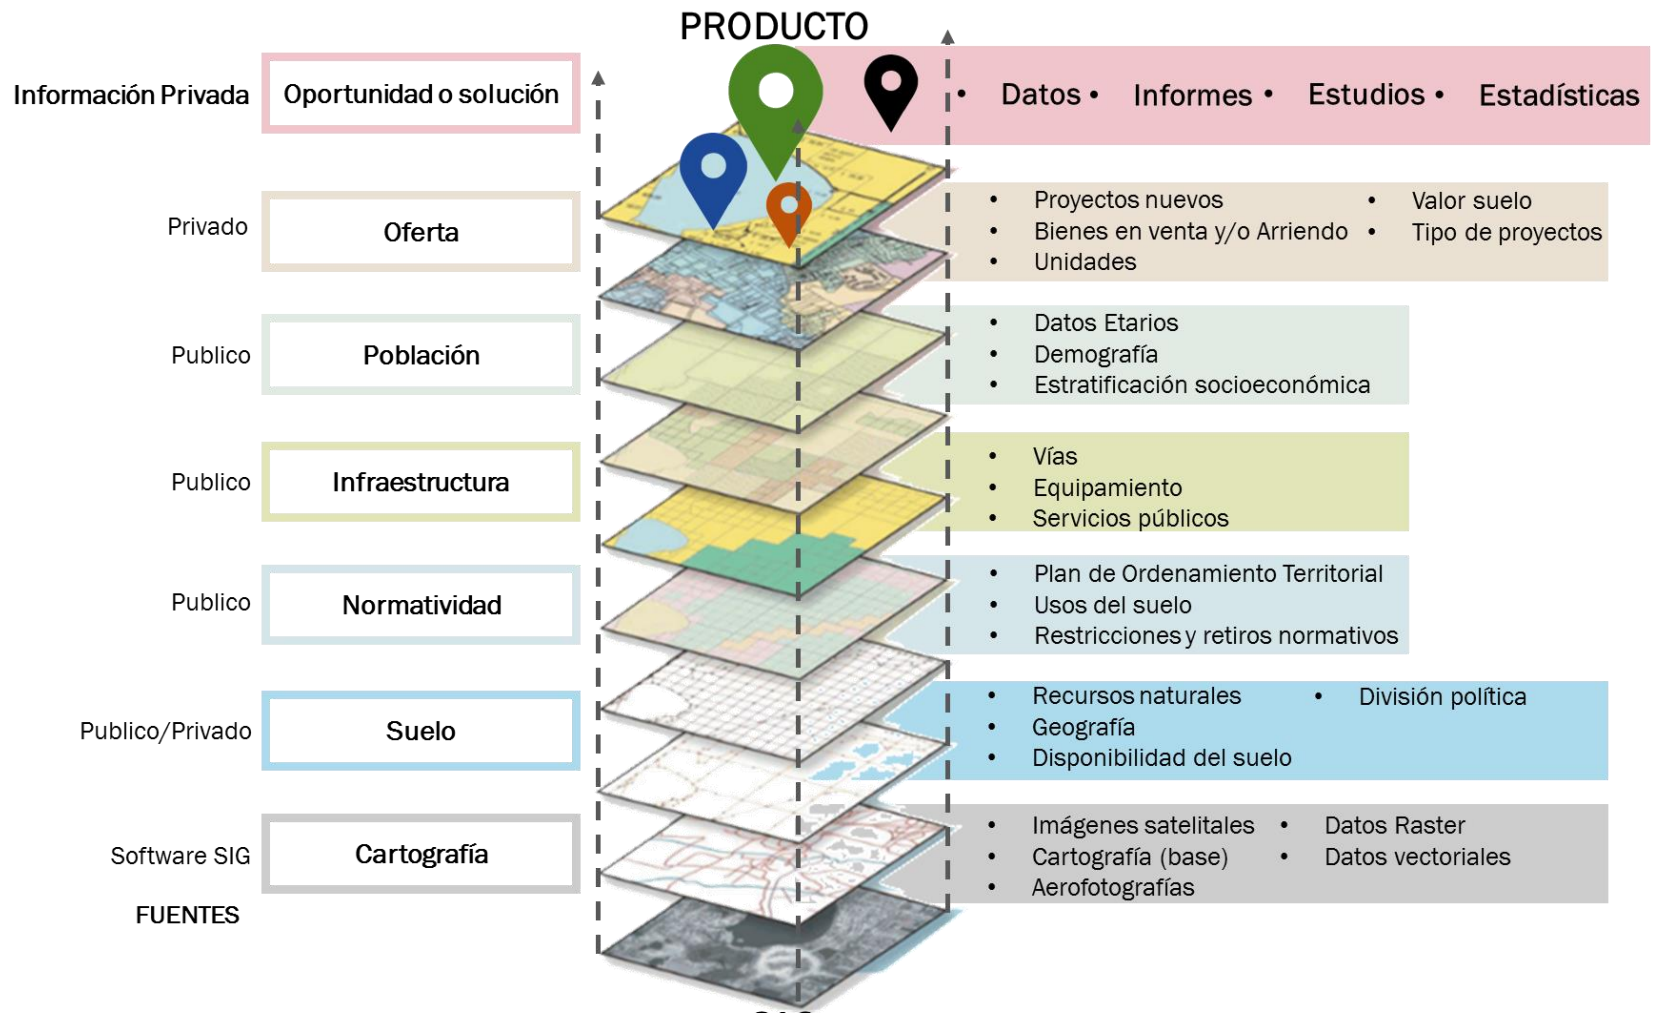 PRODUCTO
Información Privada
Oportunidad o solución
• Datos • Informes • Estudios • Estadísticas
Privado
Oferta
• Proyectos nuevos
• Bienes en venta y/o Arriendo
• Unidades
• Valor suelo
• Tipo de proyectos
Publico
Población
• Datos Etarios
• Demografía
• Estratificación socioeconómica
Publico
Infraestructura
• Vías
• Equipamiento
• Servicios públicos
Publico
Normatividad
• Plan de Ordenamiento Territorial
• Usos del suelo
• Restricciones y retiros normativos
Publico/Privado
Suelo
• Recursos naturales
• Geografía
• Disponibilidad del suelo
• División política
Software SIG
Cartografía
• Imágenes satelitales
• Cartografía (base)
• Aerofotografías
• Datos Raster
• Datos vectoriales
FUENTES